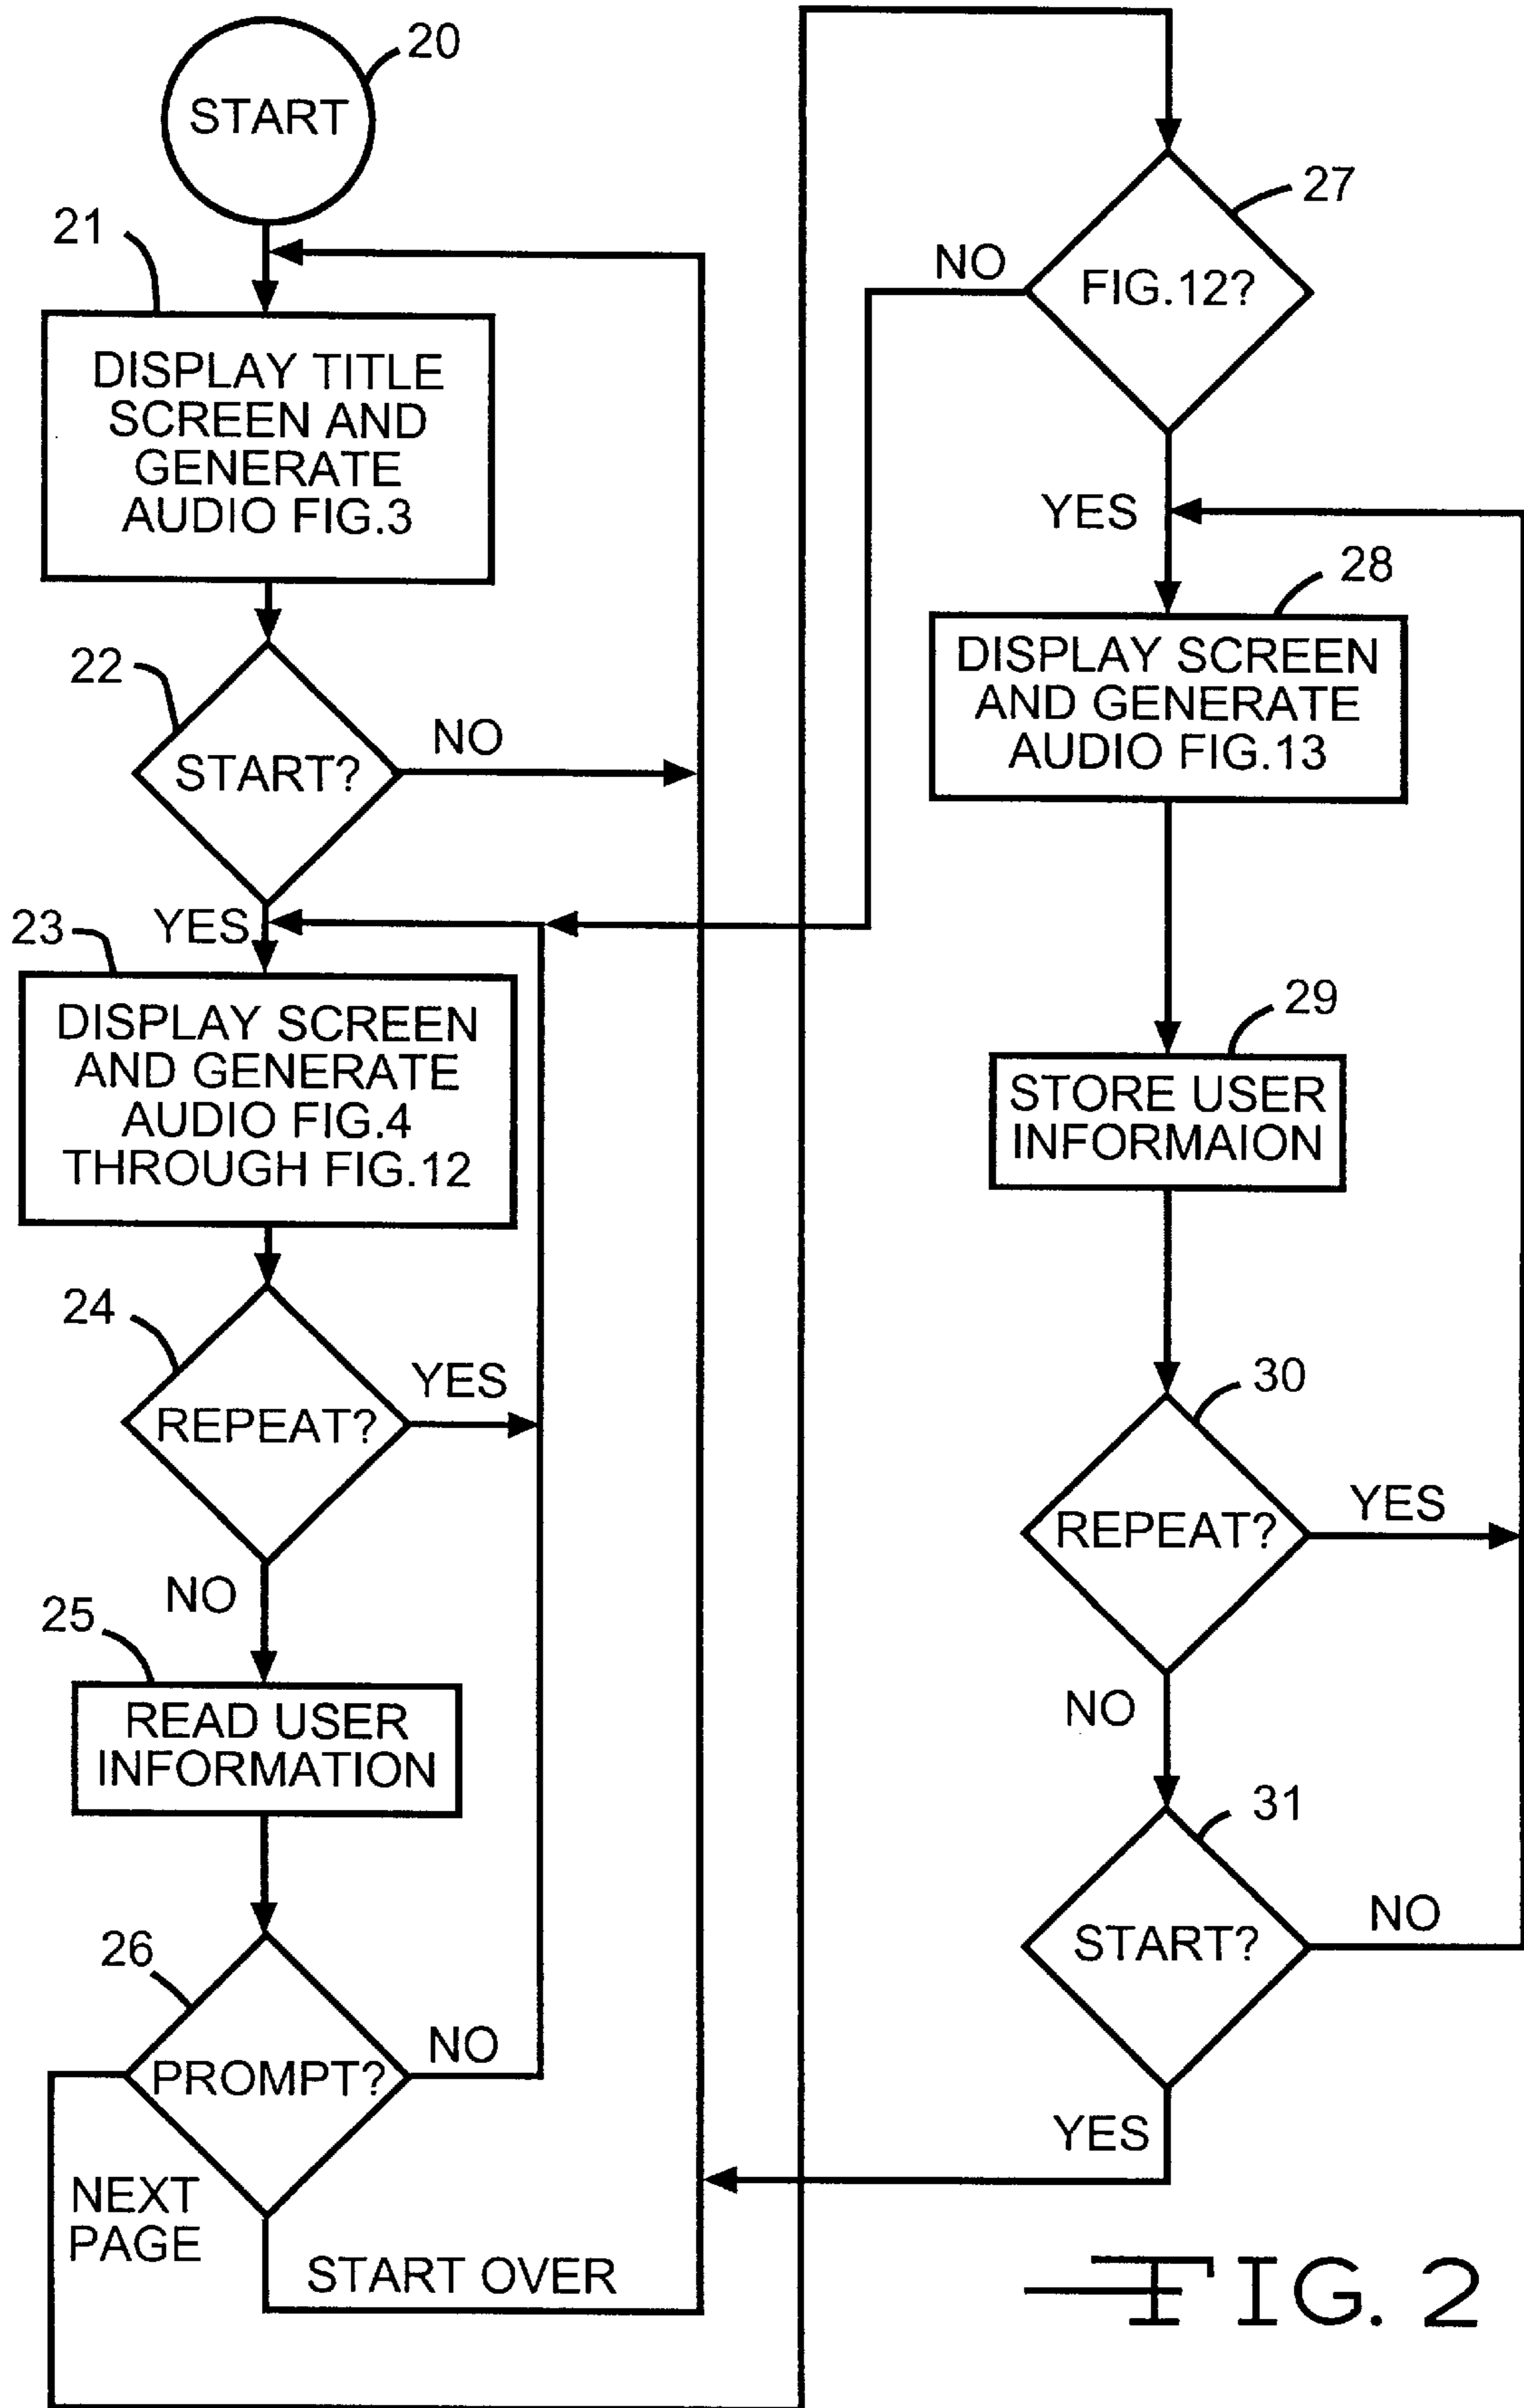 20
START
21
DISPLAY TITLE
SCREEN AND
GENERATE
AUDIO FIG.3
22
START?
NO
YES
23
DISPLAY SCREEN
AND GENERATE
AUDIO FIG.4
THROUGH FIG.12
24
REPEAT?
YES
NO
25
READ USER
INFORMATION
26
PROMPT?
NO
NEXT
PAGE
START OVER
27
FIG.12?
NO
YES
28
DISPLAY SCREEN
AND GENERATE
AUDIO FIG.13
29
STORE USER
INFORMAION
30
REPEAT?
YES
NO
31
START?
NO
YES
FIG. 2